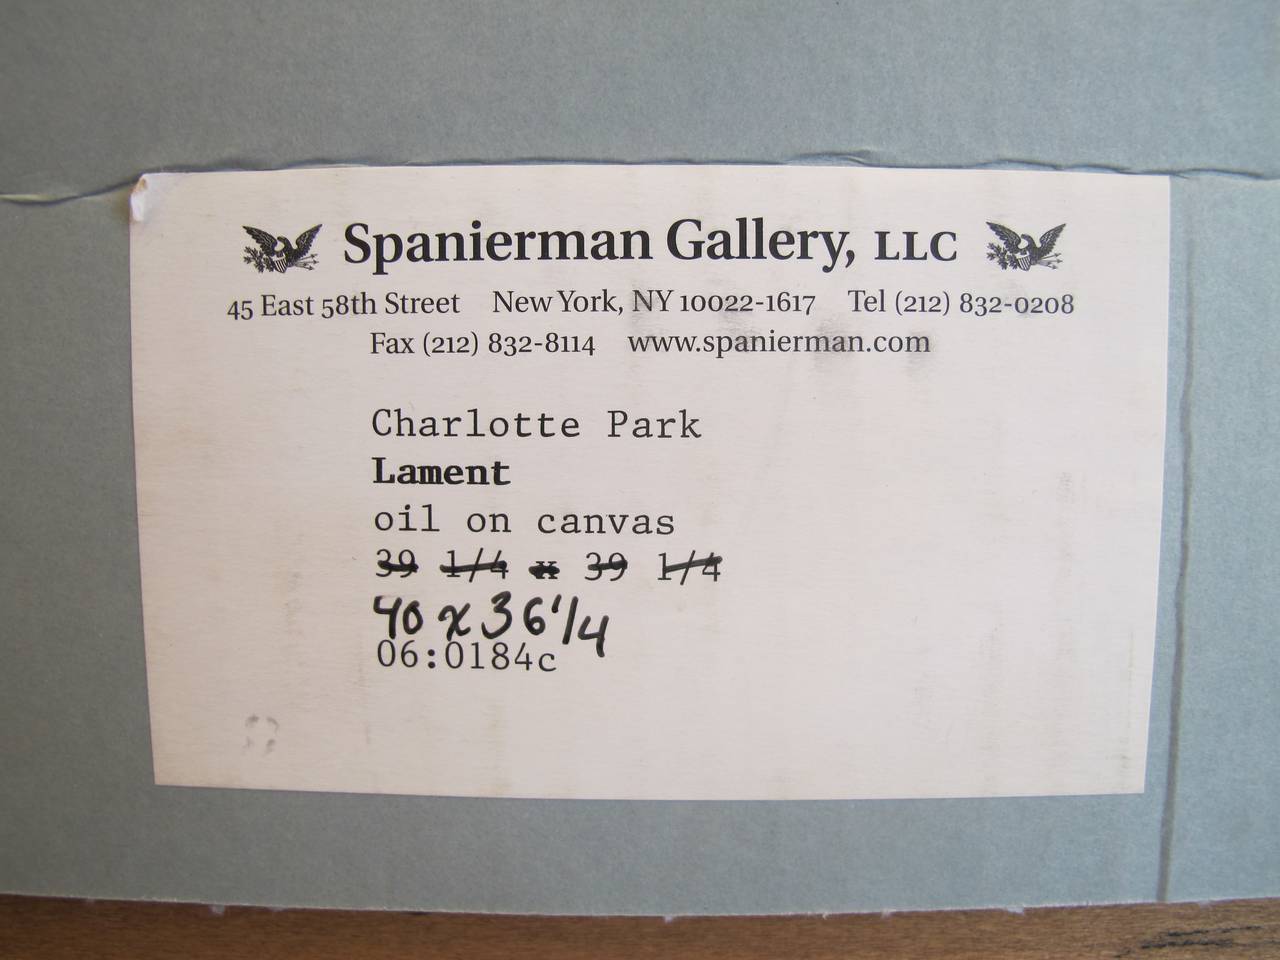 Spanierman Gallery, LLC
45 East 58th Street New York, NY 10022-1617 Tel (212) 832-0208
Fax (212) 832-8114 www.spanierman.com
Charlotte Park
Lament
oil on canvas
39 1/4 x 39 1/4
40 x 36 1/4
06:0184c